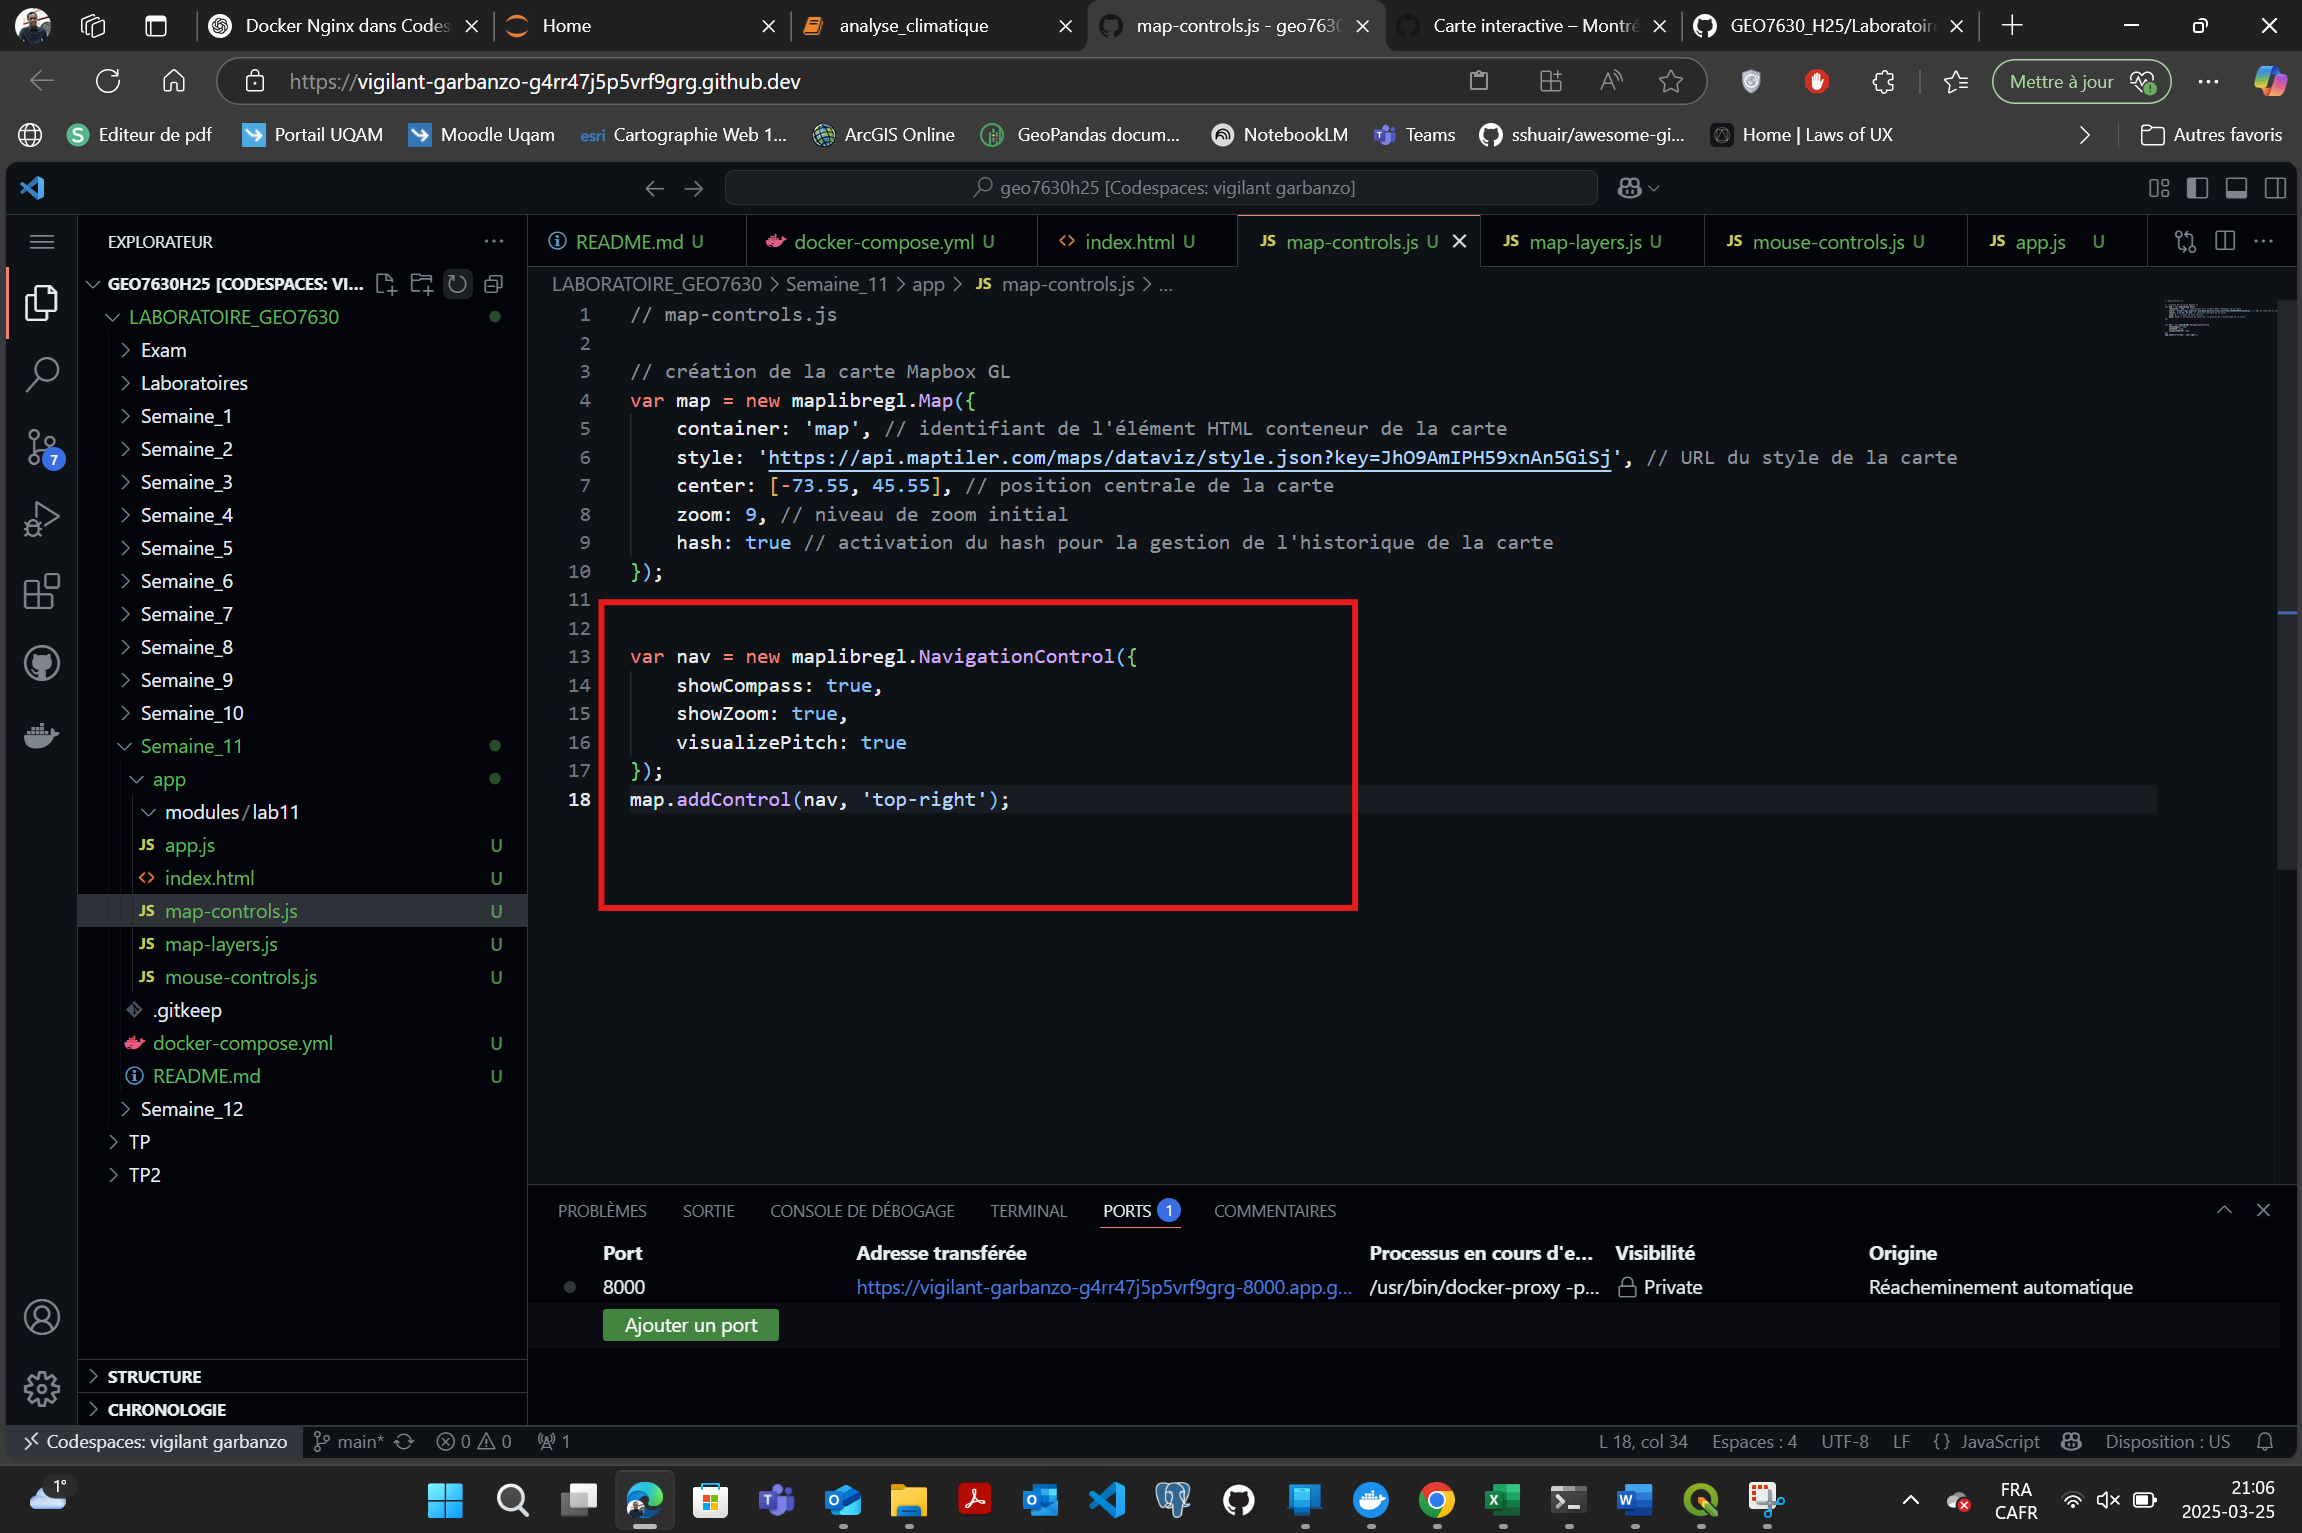 Docker Nginx dans Codes
Home
analyse_climatique
map-controls.js - geo763
Carte interactive – Montré
GEO7630_H25/Laboratoir
https://vigilant-garbanzo-g4rr47j5p5vrf9grg.github.dev
Mettre à jour
Editeur de pdf
Portail UQAM
Moodle Uqam
esri Cartographie Web 1...
ArcGIS Online
GeoPandas docum...
NotebookLM
Teams
sshuair/awesome-gi...
Home | Laws of UX
Autres favoris
geo7630h25 [Codespaces: vigilant garbanzo]
EXPLORATEUR
README.md U
docker-compose.yml U
index.html U
JS map-controls.js U
JS map-layers.js U
JS mouse-controls.js U
JS app.js U
GEO7630H25 [CODESPACES: VI...
LABORATOIRE_GEO7630
Exam
Laboratoires
Semaine_1
Semaine_2
Semaine_3
Semaine_4
Semaine_5
Semaine_6
Semaine_7
Semaine_8
Semaine_9
Semaine_10
Semaine_11
app
modules/lab11
JS app.js U
index.html U
JS map-controls.js U
JS map-layers.js U
JS mouse-controls.js U
.gitkeep
docker-compose.yml U
README.md U
Semaine_12
TP
TP2
STRUCTURE
CHRONOLOGIE
7
LABORATOIRE_GEO7630 > Semaine_11 > app > JS map-controls.js > ...
1 // map-controls.js
2
3 // création de la carte Mapbox GL
4 var map = new maplibregl.Map({
5 container: 'map', // identifiant de l'élément HTML conteneur de la carte
6 style: 'https://api.maptiler.com/maps/dataviz/style.json?key=JhO9AmIPH59xnAn5GiSj', // URL du style de la carte
7 center: [-73.55, 45.55], // position centrale de la carte
8 zoom: 9, // niveau de zoom initial
9 hash: true // activation du hash pour la gestion de l'historique de la carte
10 });
11
12
13 var nav = new maplibregl.NavigationControl({
14 showCompass: true,
15 showZoom: true,
16 visualizePitch: true
17 });
18 map.addControl(nav, 'top-right');
PROBLÈMES SORTIE CONSOLE DE DÉBOGAGE TERMINAL PORTS 1 COMMENTAIRES
Port Adresse transférée Processus en cours d'e... Visibilité Origine
8000 https://vigilant-garbanzo-g4rr47j5p5vrf9grg-8000.app.g... /usr/bin/docker-proxy -p... Private Réacheminement automatique
Ajouter un port
Codespaces: vigilant garbanzo main* 0 0 1
L 18, col 34 Espaces : 4 UTF-8 LF {} JavaScript Disposition : US
1°
FRA
CAFR
21:06
2025-03-25